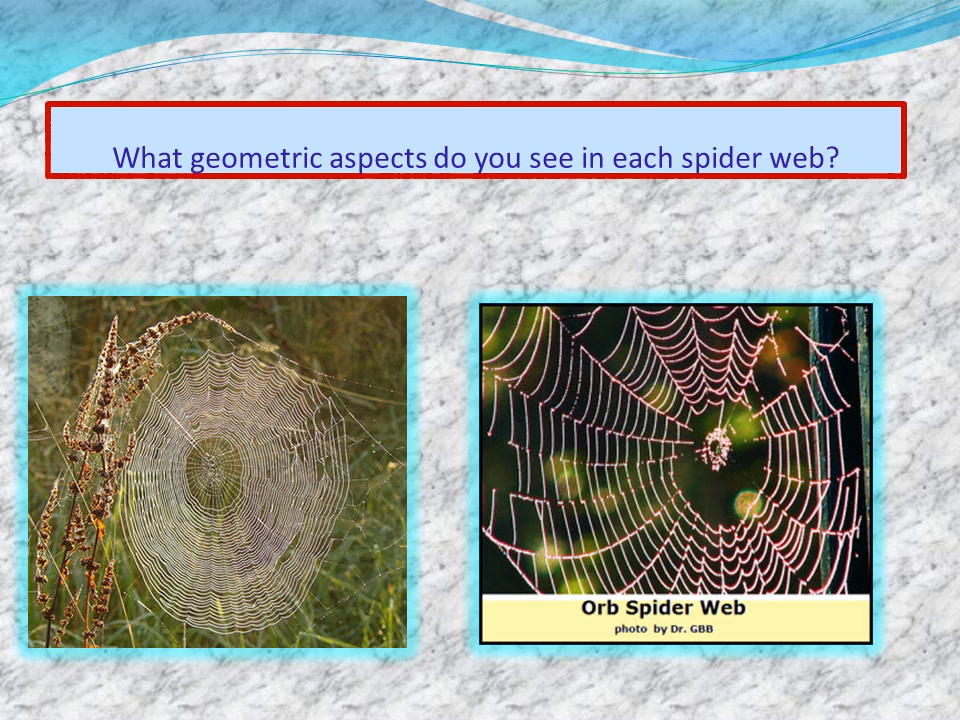 What geometric aspects do you see in each spider web?
Orb Spider Web
photo by Dr. GBB